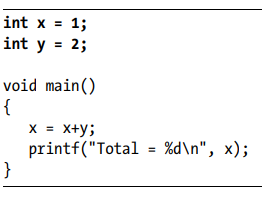 int x = 1;
int y = 2;
void main()
{
x = x+y;
printf("Total = %d\n", x);
}